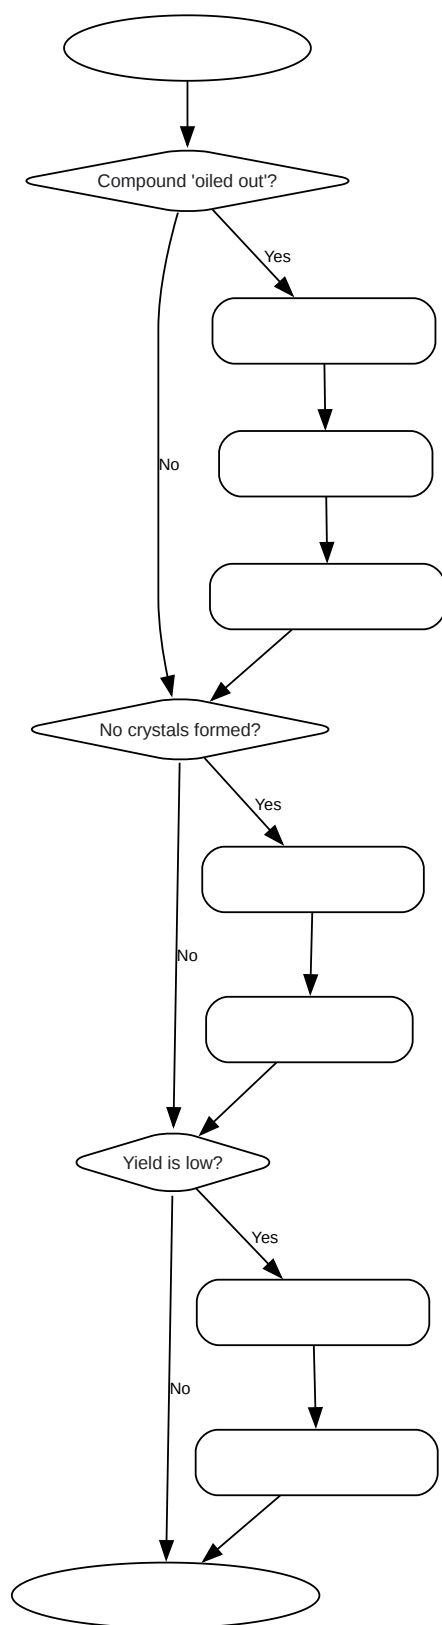 Compound 'oiled out'?
Yes
No
No crystals formed?
Yes
No
Yield is low?
Yes
No